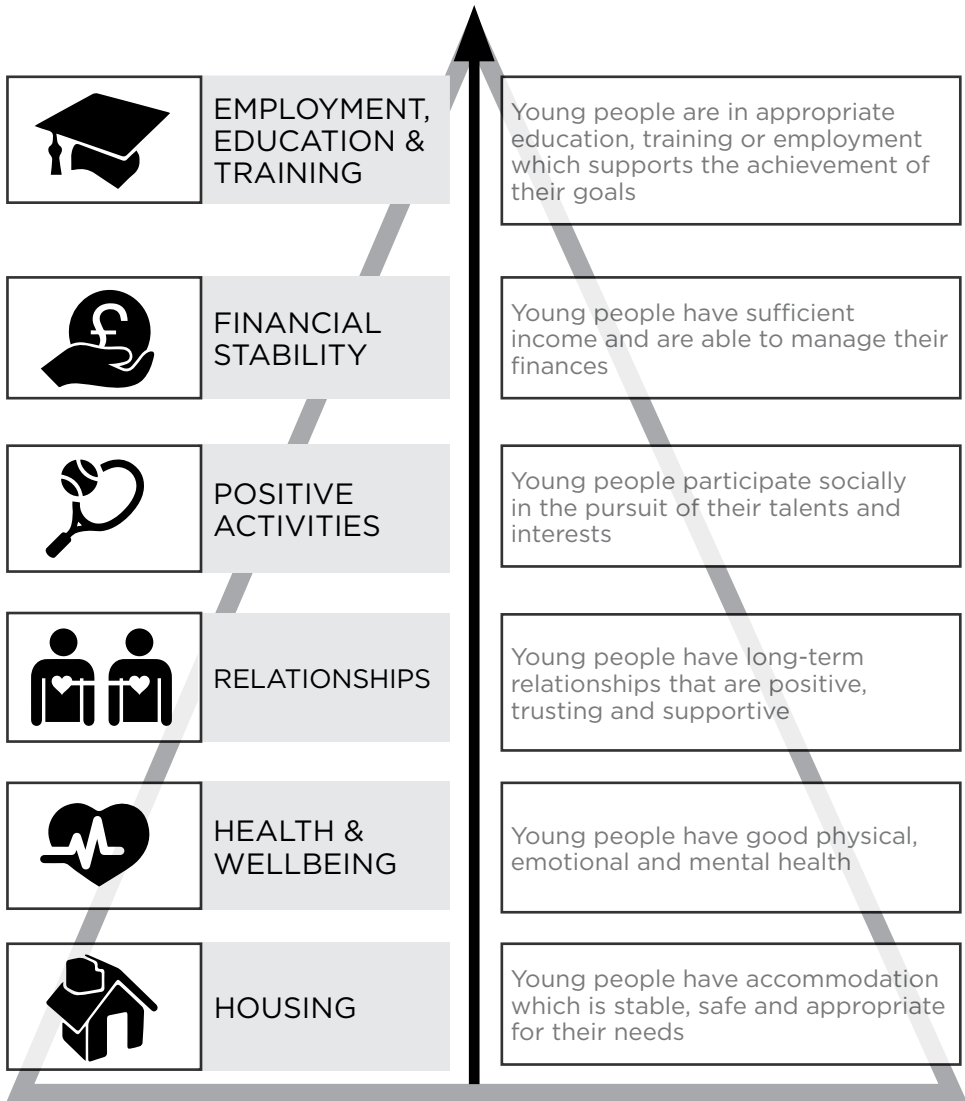 EMPLOYMENT,
EDUCATION &
TRAINING
Young people are in appropriate
education, training or employment
which supports the achievement of
their goals
£
FINANCIAL
STABILITY
Young people have sufficient
income and are able to manage their
finances
POSITIVE
ACTIVITIES
Young people participate socially
in the pursuit of their talents and
interests
RELATIONSHIPS
Young people have long-term
relationships that are positive,
trusting and supportive
HEALTH &
WELLBEING
Young people have good physical,
emotional and mental health
HOUSING
Young people have accommodation
which is stable, safe and appropriate
for their needs